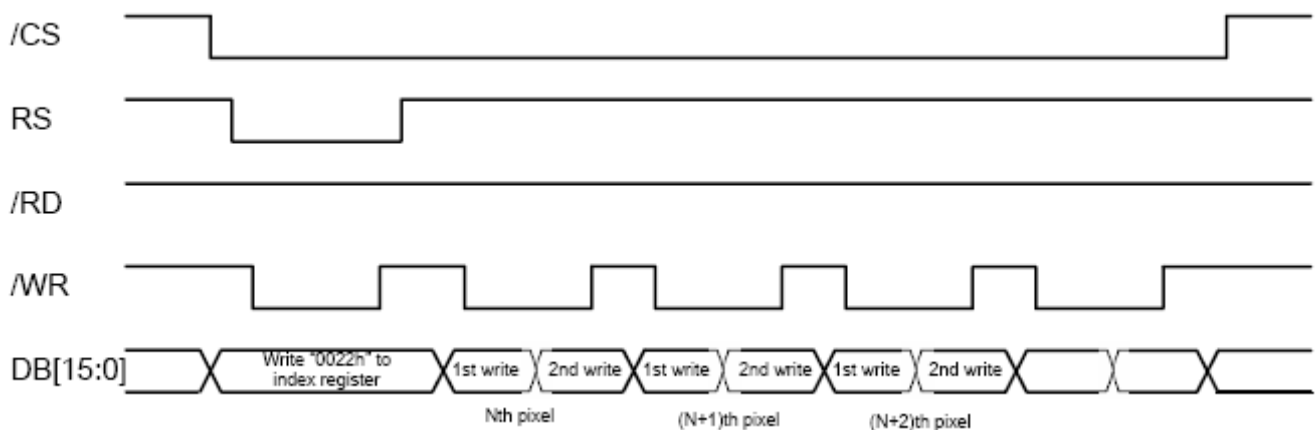 /CS
RS
/RD
/WR
DB[15:0]
Write "0022h" to
index register
1st write
2nd write
1st write
2nd write
1st write
2nd write
Nth pixel
(N+1)th pixel
(N+2)th pixel